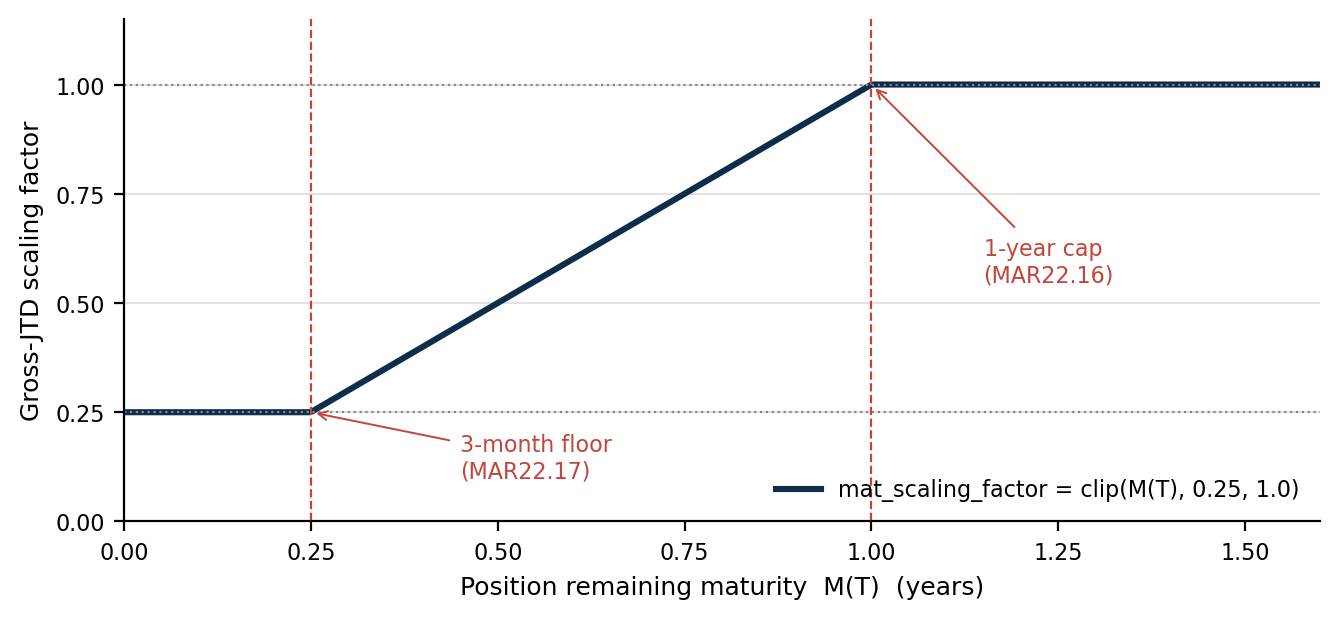 Gross-JTD scaling factor
1.00
0.75
0.50
0.25
0.00
1-year cap
(MAR22.16)
3-month floor
(MAR22.17)
mat_scaling_factor = clip(M(T), 0.25, 1.0)
0.00 0.25 0.50 0.75 1.00 1.25 1.50
Position remaining maturity  M(T)  (years)